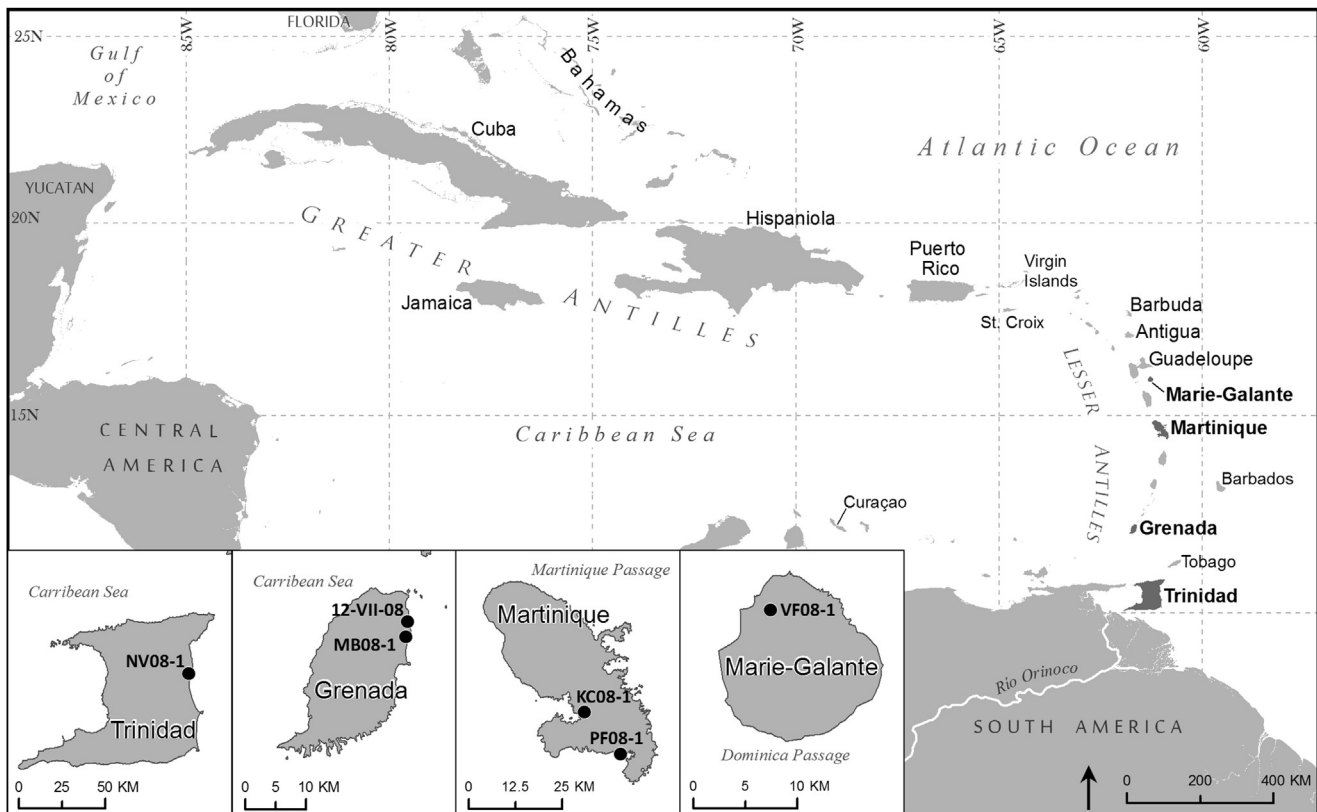 FLORIDA
25N
85W
80W
75W
70W
65W
60W
Gulf
of
Mexico
Bahamas
Cuba
Atlantic Ocean
YUCATAN
20N
GREATER
ANTILLES
Hispaniola
Puerto
Rico
Virgin
Islands
Jamaica
St. Croix
Barbuda
Antigua
Guadeloupe
Marie-Galante
LESSER
ANTILLES
15N
CENTRAL
AMERICA
Caribbean Sea
Martinique
Curaçao
Barbados
Grenada
Tobago
Trinidad
Rio Orinoco
SOUTH AMERICA
0 200 400 KM
Carribean Sea
NV08-1
Trinidad
0 25 50 KM
Carribean Sea
12-VII-08
MB08-1
Grenada
0 5 10 KM
Martinique Passage
Martinique
KC08-1
PF08-1
0 12.5 25 KM
VF08-1
Marie-Galante
Dominica Passage
0 5 10 KM